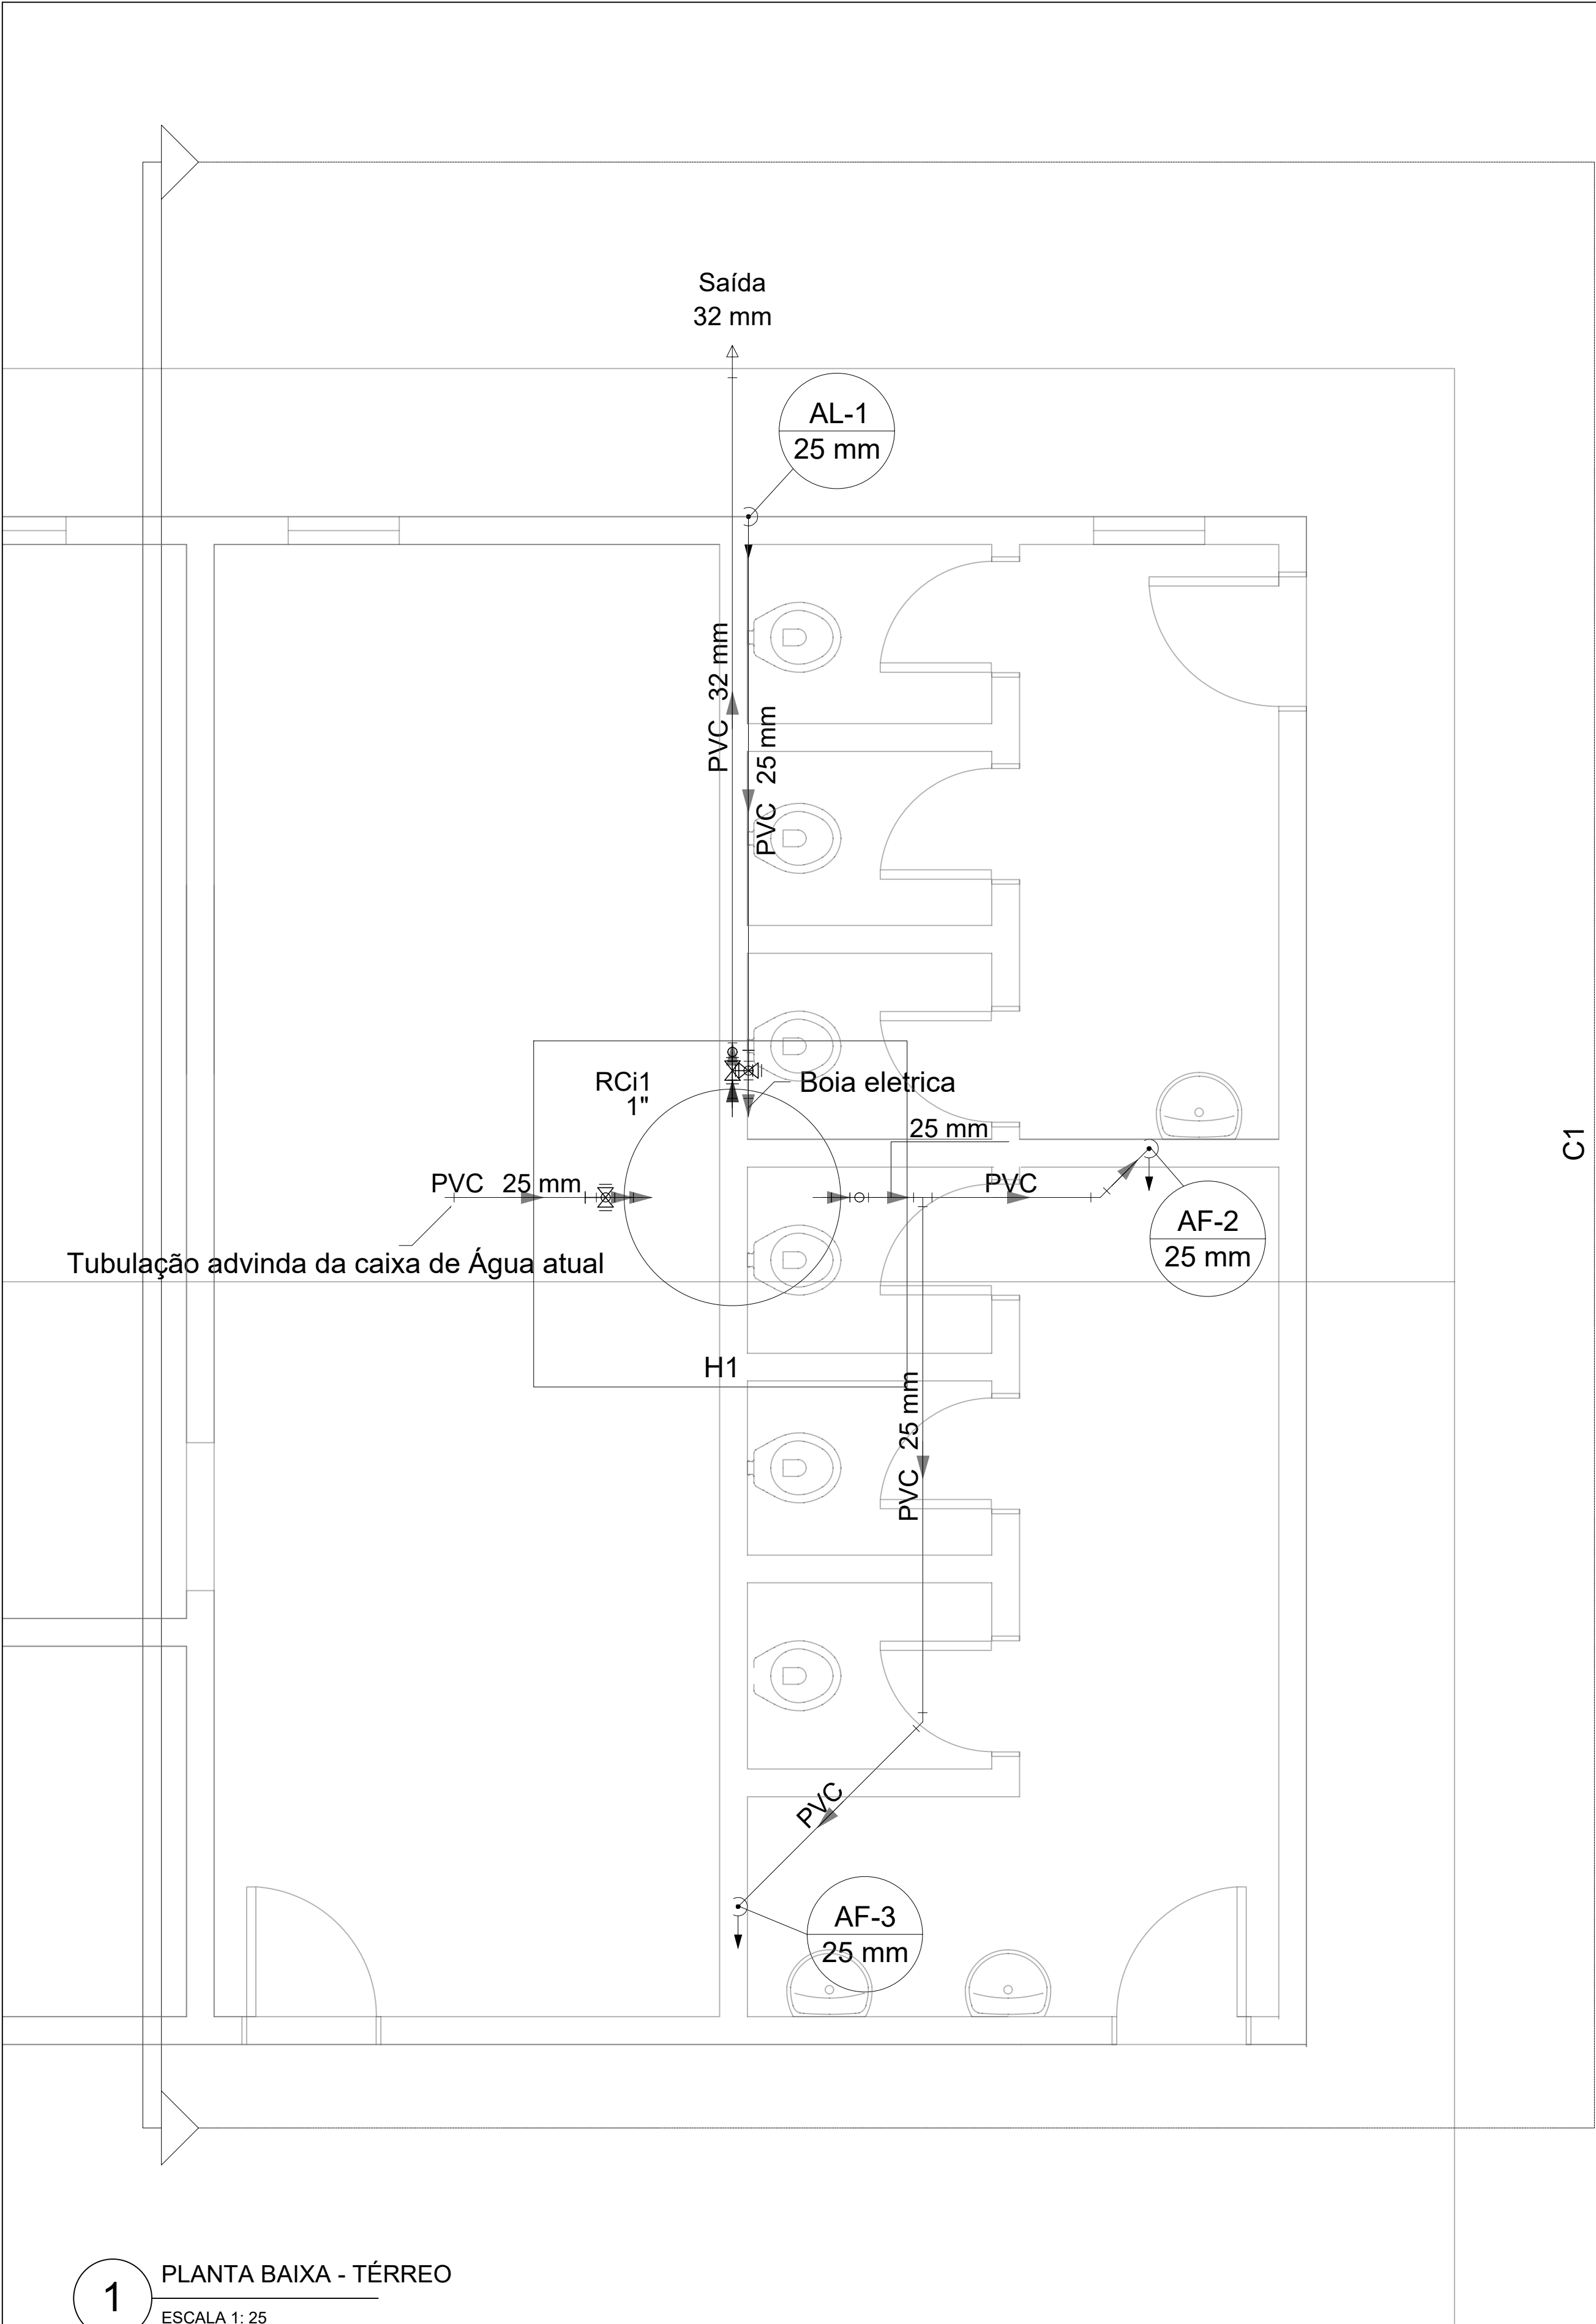 Saída
32 mm
AL-1
25 mm
PVC 32 mm
PVC 25 mm
RCi1
1"
Boia eletrica
25 mm
C1
PVC 25 mm
PVC
AF-2
25 mm
Tubulação advinda da caixa de Água atual
H1
PVC 25 mm
PVC
AF-3
25 mm
1
PLANTA BAIXA - TÉRREO
ESCALA 1: 25